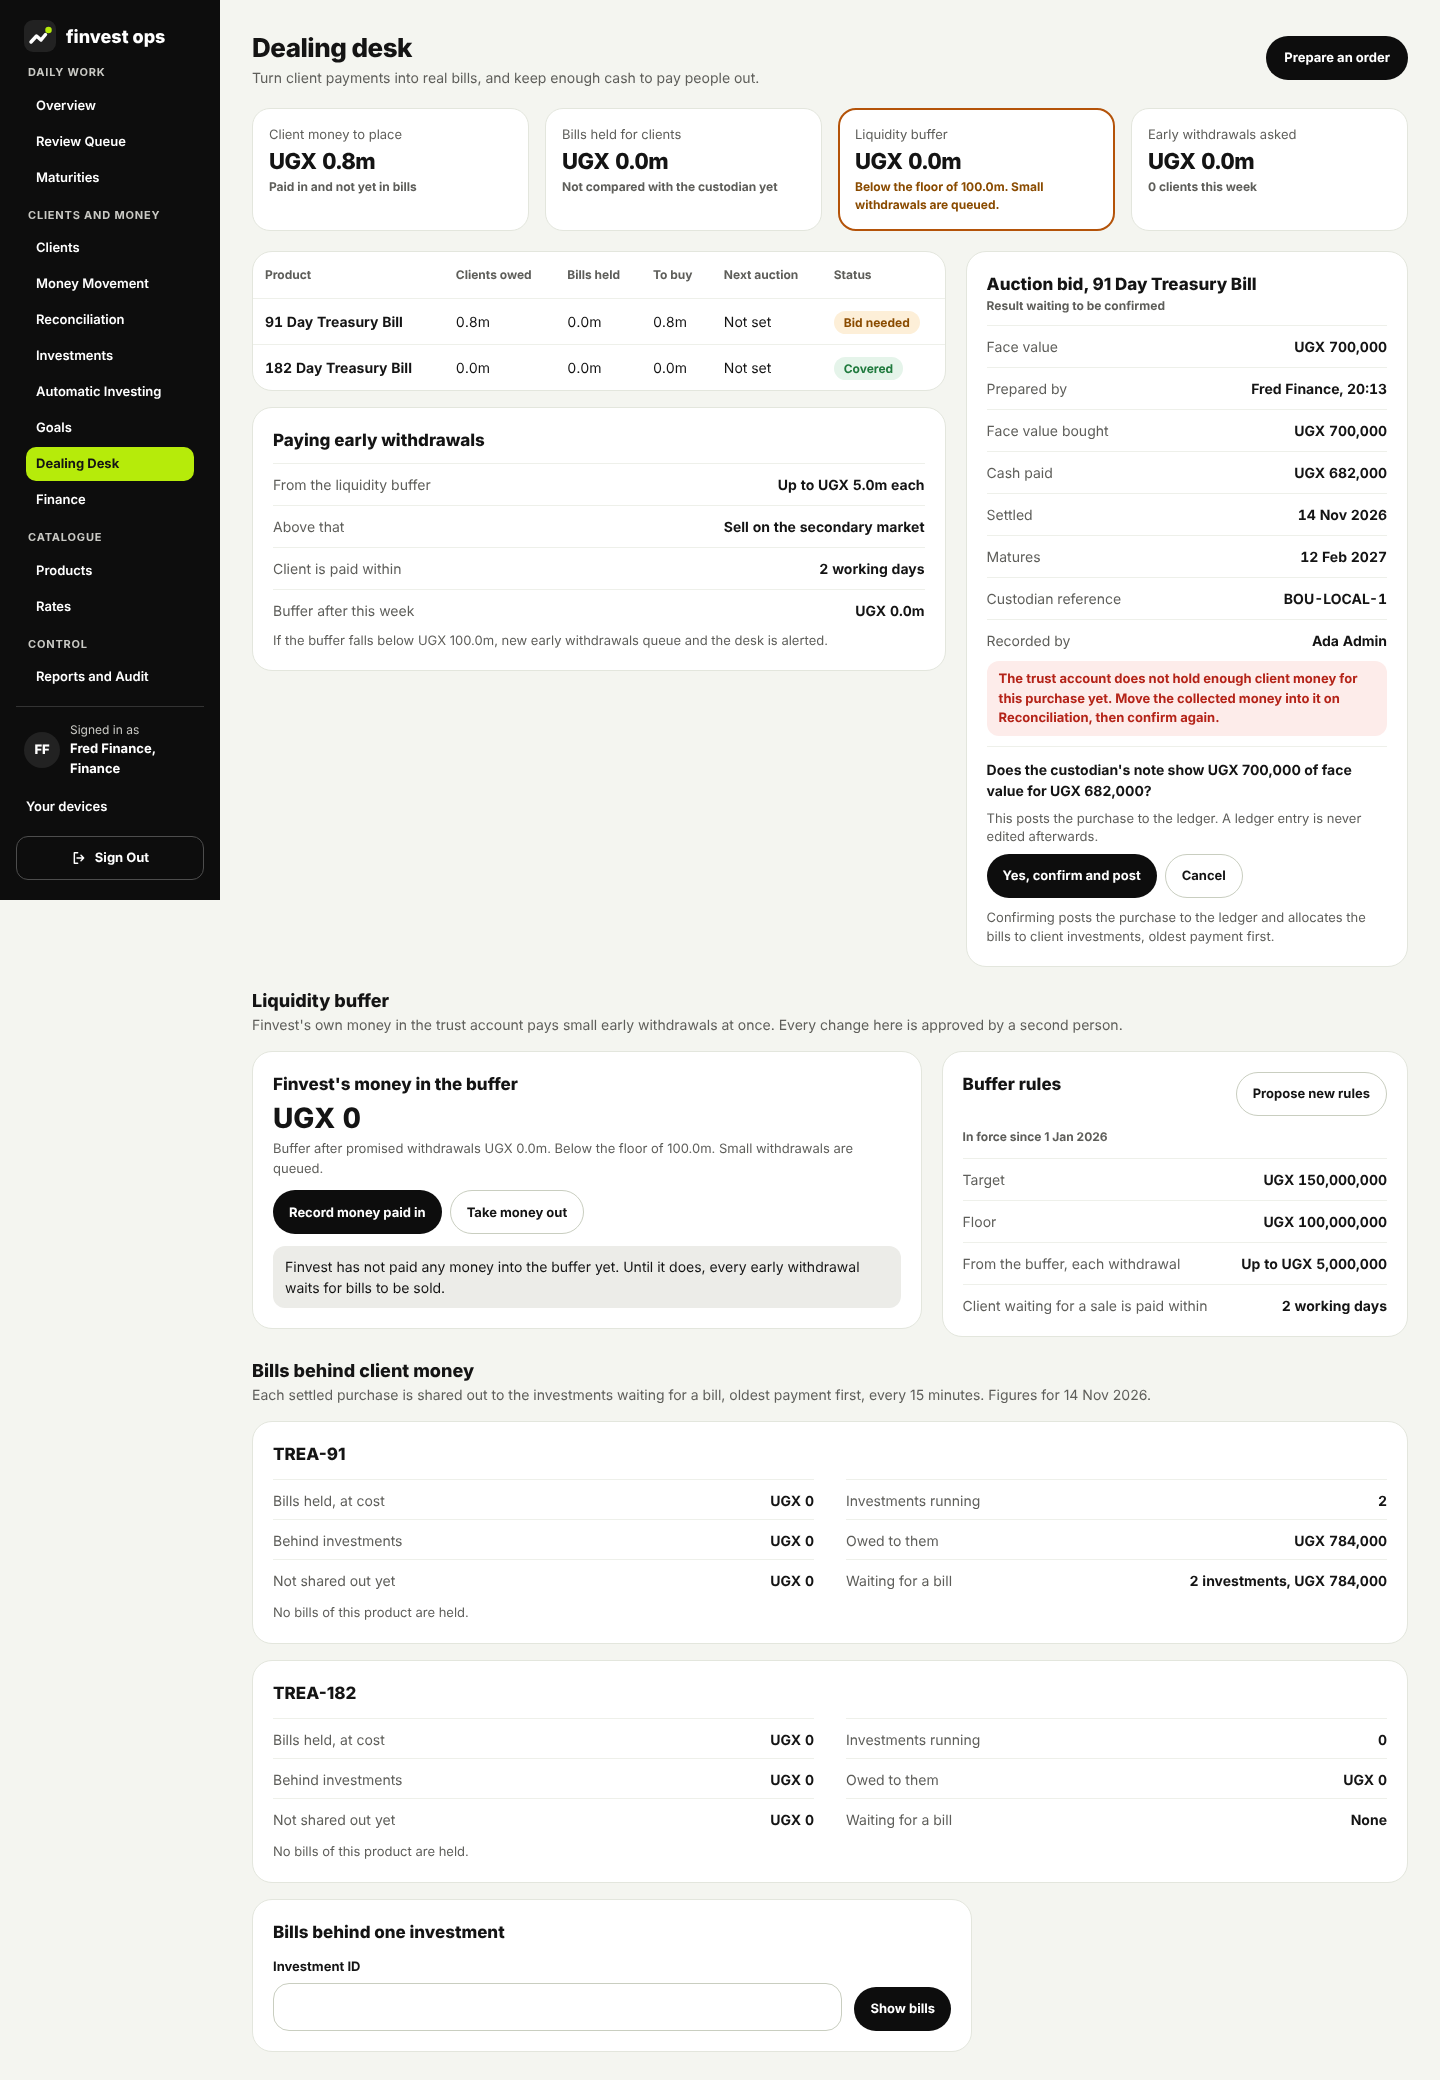 finvest ops
DAILY WORK
Overview
Review Queue
Maturities
CLIENTS AND MONEY
Clients
Money Movement
Reconciliation
Investments
Automatic Investing
Goals
Dealing Desk
Finance
CATALOGUE
Products
Rates
CONTROL
Reports and Audit
FF
Signed in as
Fred Finance,
Finance
Your devices
Sign Out
Dealing desk
Turn client payments into real bills, and keep enough cash to pay people out.
Prepare an order
Client money to place
UGX 0.8m
Paid in and not yet in bills
Bills held for clients
UGX 0.0m
Not compared with the custodian yet
Liquidity buffer
UGX 0.0m
Below the floor of 100.0m. Small
withdrawals are queued.
Early withdrawals asked
UGX 0.0m
0 clients this week
Product Clients owed Bills held To buy Next auction Status
91 Day Treasury Bill 0.8m 0.0m 0.8m Not set Bid needed
182 Day Treasury Bill 0.0m 0.0m 0.0m Not set Covered
Paying early withdrawals
From the liquidity buffer Up to UGX 5.0m each
Above that Sell on the secondary market
Client is paid within 2 working days
Buffer after this week UGX 0.0m
If the buffer falls below UGX 100.0m, new early withdrawals queue and the desk is alerted.
Auction bid, 91 Day Treasury Bill
Result waiting to be confirmed
Face value UGX 700,000
Prepared by Fred Finance, 20:13
Face value bought UGX 700,000
Cash paid UGX 682,000
Settled 14 Nov 2026
Matures 12 Feb 2027
Custodian reference BOU-LOCAL-1
Recorded by Ada Admin
The trust account does not hold enough client money for
this purchase yet. Move the collected money into it on
Reconciliation, then confirm again.
Does the custodian's note show UGX 700,000 of face
value for UGX 682,000?
This posts the purchase to the ledger. A ledger entry is never
edited afterwards.
Yes, confirm and post Cancel
Confirming posts the purchase to the ledger and allocates the
bills to client investments, oldest payment first.
Liquidity buffer
Finvest's own money in the trust account pays small early withdrawals at once. Every change here is approved by a second person.
Finvest's money in the buffer
UGX 0
Buffer after promised withdrawals UGX 0.0m. Below the floor of 100.0m. Small withdrawals are
queued.
Record money paid in Take money out
Finvest has not paid any money into the buffer yet. Until it does, every early withdrawal
waits for bills to be sold.
Buffer rules
Propose new rules
In force since 1 Jan 2026
Target UGX 150,000,000
Floor UGX 100,000,000
From the buffer, each withdrawal Up to UGX 5,000,000
Client waiting for a sale is paid within 2 working days
Bills behind client money
Each settled purchase is shared out to the investments waiting for a bill, oldest payment first, every 15 minutes. Figures for 14 Nov 2026.
TREA-91
Bills held, at cost UGX 0 Investments running 2
Behind investments UGX 0 Owed to them UGX 784,000
Not shared out yet UGX 0 Waiting for a bill 2 investments, UGX 784,000
No bills of this product are held.
TREA-182
Bills held, at cost UGX 0 Investments running 0
Behind investments UGX 0 Owed to them UGX 0
Not shared out yet UGX 0 Waiting for a bill None
No bills of this product are held.
Bills behind one investment
Investment ID
Show bills